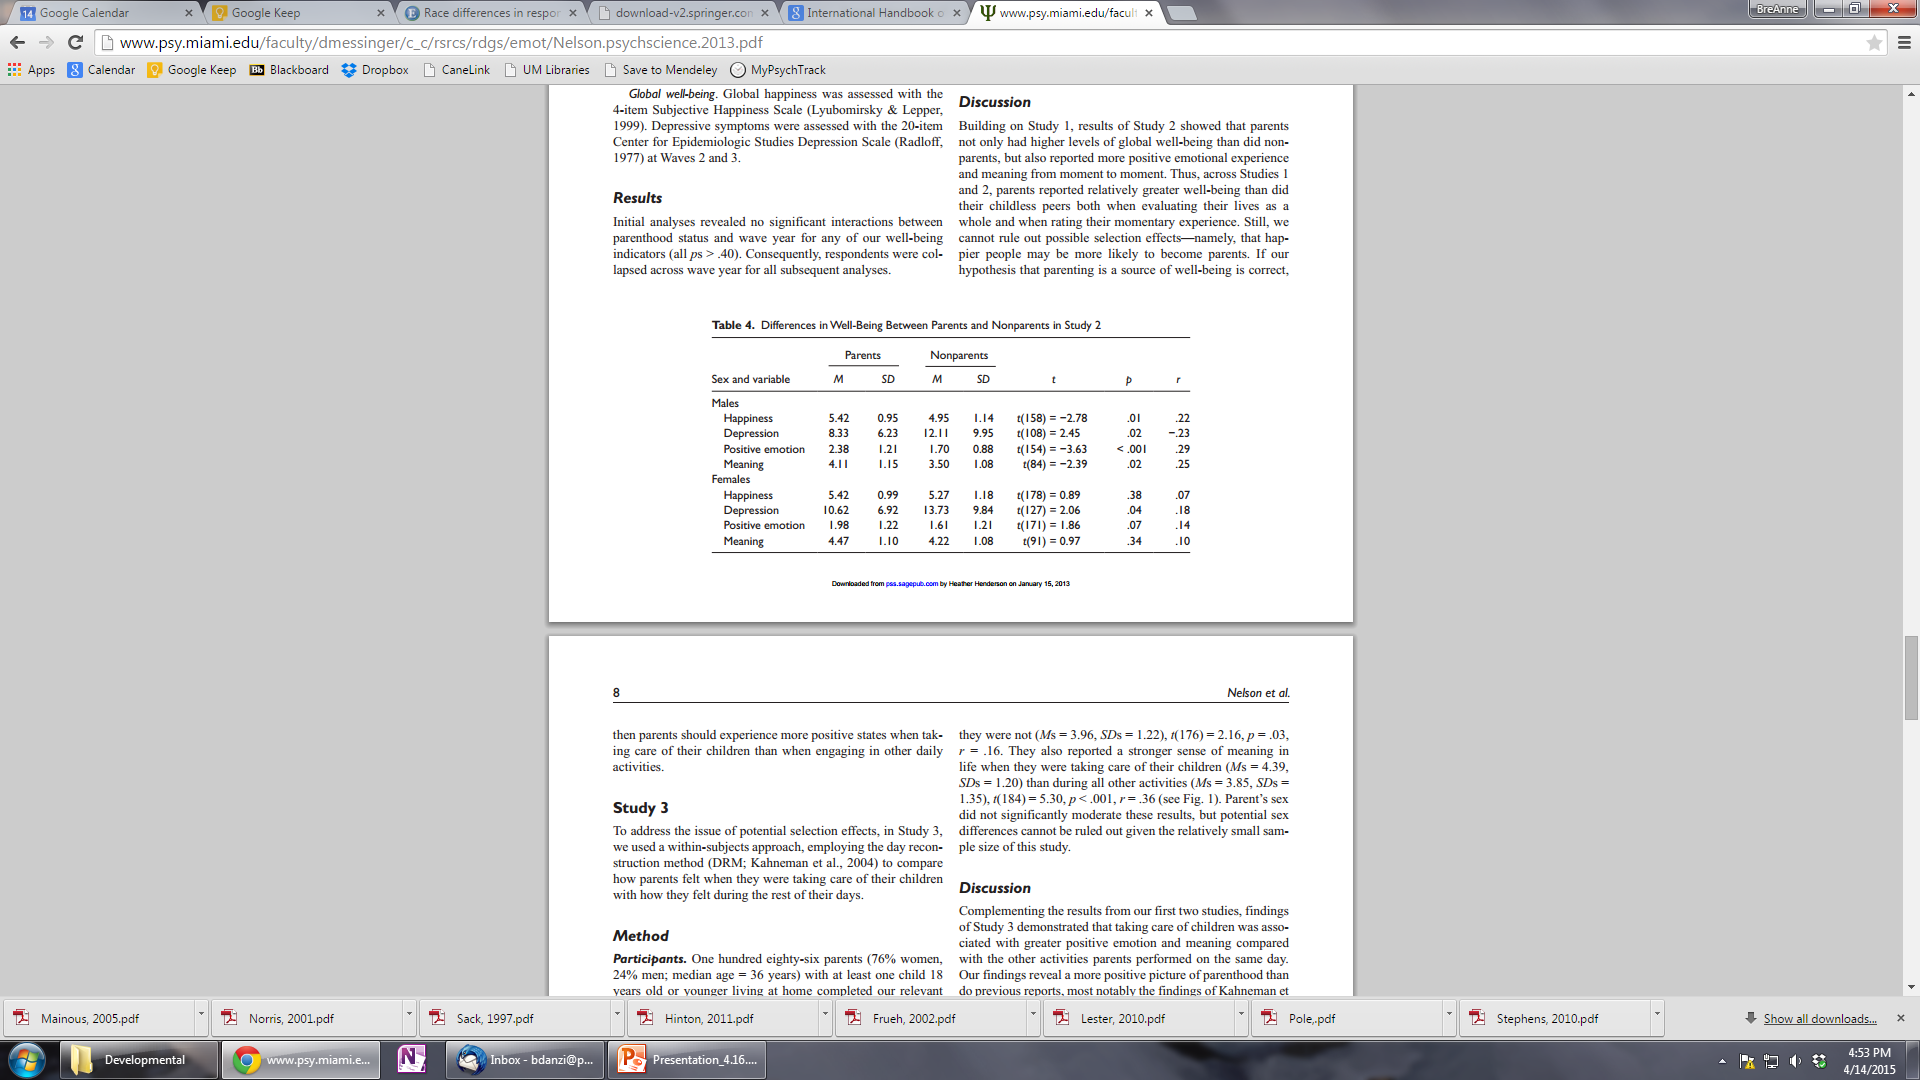 Google Calendar
Google Keep
Race differences in respor
download-v2.springer.con
International Handbook o
www.psy.miami.edu/facult
BreAnne
www.psy.miami.edu/faculty/dmessinger/c_c/rsrcs/rdgs/emot/Nelson.psychscience.2013.pdf
Apps Calendar Google Keep Bb Blackboard Dropbox CaneLink UM Libraries Save to Mendeley MyPsychTrack
Global well-being. Global happiness was assessed with the
4-item Subjective Happiness Scale (Lyubomirsky & Lepper,
1999). Depressive symptoms were assessed with the 20-item
Center for Epidemiologic Studies Depression Scale (Radloff,
1977) at Waves 2 and 3.
Results
Initial analyses revealed no significant interactions between
parenthood status and wave year for any of our well-being
indicators (all ps > .40). Consequently, respondents were col-
lapsed across wave year for all subsequent analyses.
Discussion
Building on Study 1, results of Study 2 showed that parents
not only had higher levels of global well-being than did non-
parents, but also reported more positive emotional experience
and meaning from moment to moment. Thus, across Studies 1
and 2, parents reported relatively greater well-being than did
their childless peers both when evaluating their lives as a
whole and when rating their momentary experience. Still, we
cannot rule out possible selection effects—namely, that hap-
pier people may be more likely to become parents. If our
hypothesis that parenting is a source of well-being is correct,
Table 4. Differences in Well-Being Between Parents and Nonparents in Study 2
Parents Nonparents
Sex and variable M SD M SD t p r
Males
Happiness 5.42 0.95 4.95 1.14 t(158) = −2.78 .01 .22
Depression 8.33 6.23 12.11 9.95 t(108) = 2.45 .02 −.23
Positive emotion 2.38 1.21 1.70 0.88 t(154) = −3.63 < .001 .29
Meaning 4.11 1.15 3.50 1.08 t(84) = −2.39 .02 .25
Females
Happiness 5.42 0.99 5.27 1.18 t(178) = 0.89 .38 .07
Depression 10.62 6.92 13.73 9.84 t(127) = 2.06 .04 .18
Positive emotion 1.98 1.22 1.61 1.21 t(171) = 1.86 .07 .14
Meaning 4.47 1.10 4.22 1.08 t(91) = 0.97 .34 .10
Downloaded from pss.sagepub.com by Heather Henderson on January 15, 2013
8 Nelson et al.
then parents should experience more positive states when tak-
ing care of their children than when engaging in other daily
activities.
Study 3
To address the issue of potential selection effects, in Study 3,
we used a within-subjects approach, employing the day recon-
struction method (DRM; Kahneman et al., 2004) to compare
how parents felt when they were taking care of their children
with how they felt during the rest of their days.
Method
Participants. One hundred eighty-six parents (76% women,
24% men; median age = 36 years) with at least one child 18
years old or younger living at home completed our relevant
they were not (Ms = 3.96, SDs = 1.22), t(176) = 2.16, p = .03,
r = .16. They also reported a stronger sense of meaning in
life when they were taking care of their children (Ms = 4.39,
SDs = 1.20) than during all other activities (Ms = 3.85, SDs =
1.35), t(184) = 5.30, p < .001, r = .36 (see Fig. 1). Parent's sex
did not significantly moderate these results, but potential sex
differences cannot be ruled out given the relatively small sam-
ple size of this study.
Discussion
Complementing the results from our first two studies, findings
of Study 3 demonstrated that taking care of children was asso-
ciated with greater positive emotion and meaning compared
with the other activities parents performed on the same day.
Our findings reveal a more positive picture of parenthood than
do previous reports, most notably the findings of Kahneman et
Mainous, 2005.pdf
Norris, 2001.pdf
Sack, 1997.pdf
Hinton, 2011.pdf
Frueh, 2002.pdf
Lester, 2010.pdf
Pole,.pdf
Stephens, 2010.pdf
Show all downloads...
Developmental
www.psy.miami.e...
Inbox - bdanzi@p...
Presentation_4.16....
4:53 PM
4/14/2015